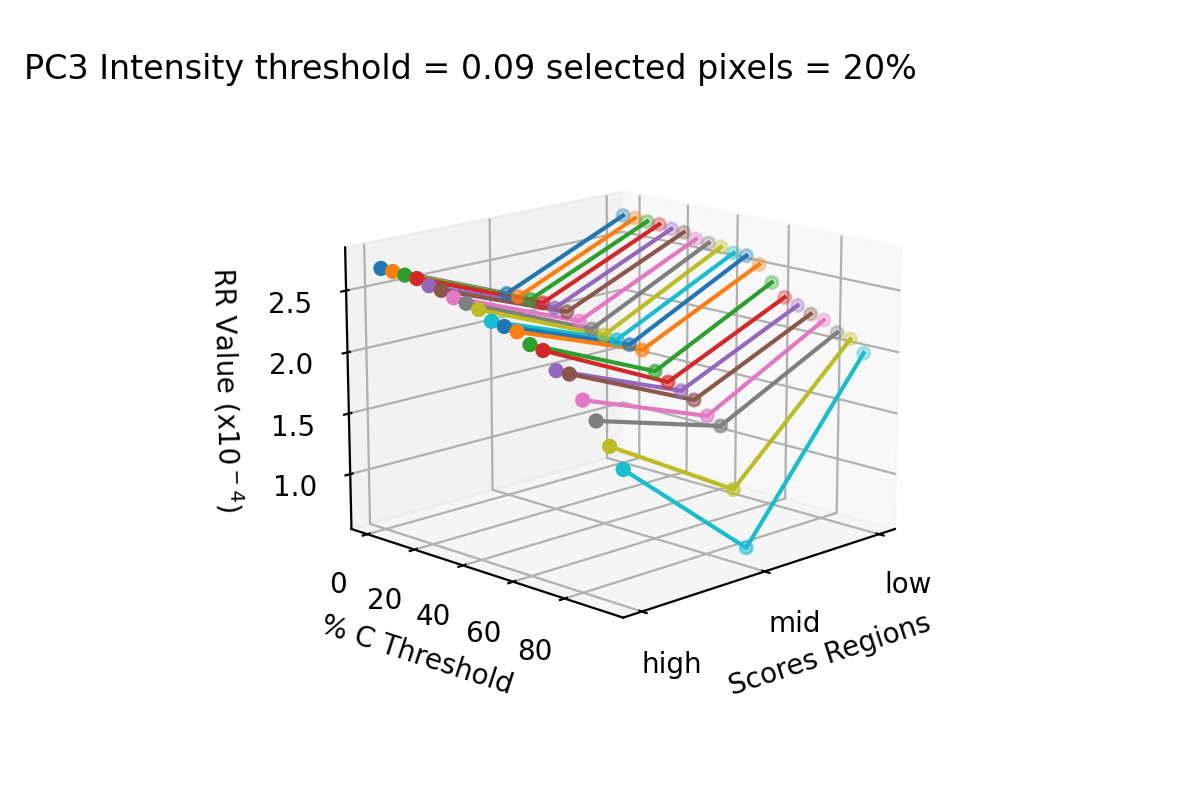 PC3 Intensity threshold = 0.09 selected pixels = 20%
RR Value (x10⁻⁴)
2.5
2.0
1.5
1.0
0
20
40
60
80
% C Threshold
high
mid
low
Scores Regions